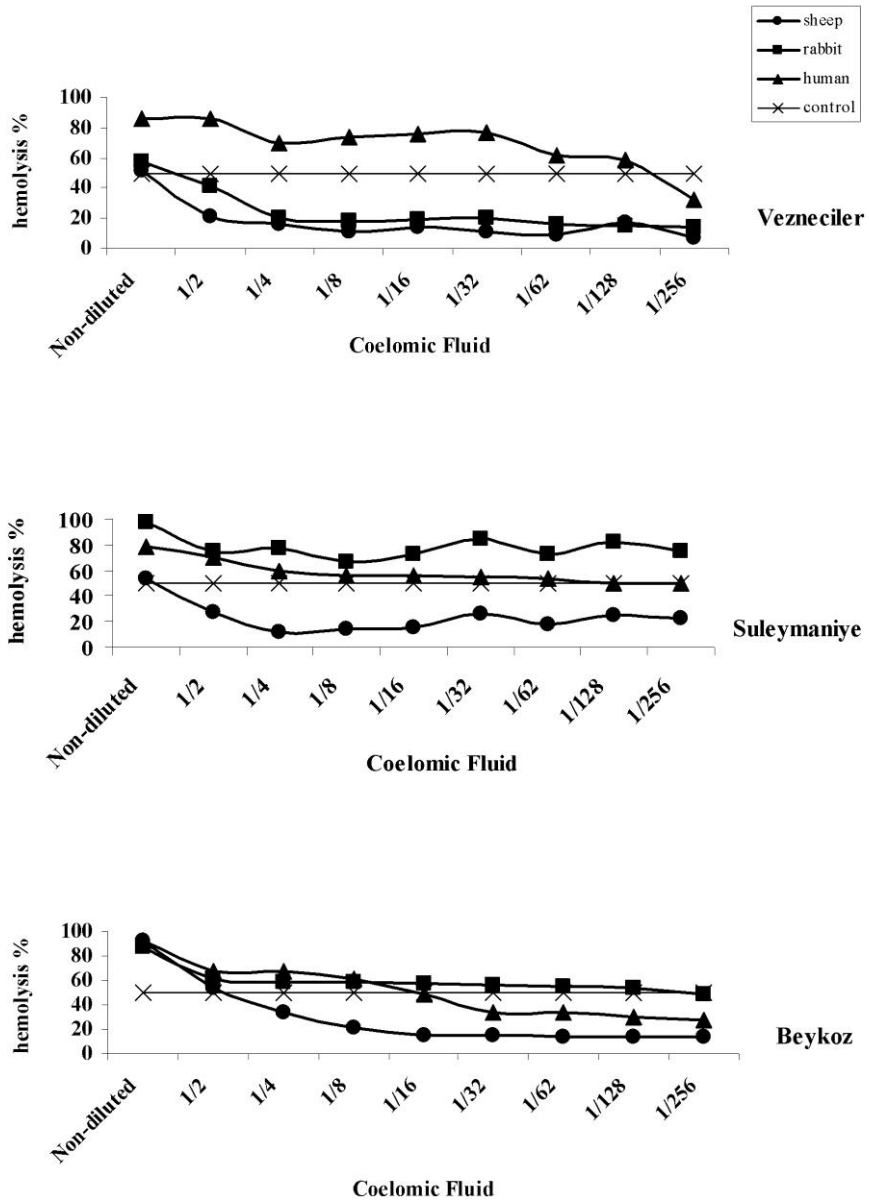 sheep
rabbit
human
control
hemolysis %
100
80
60
40
20
0
Vezneciler
Non-diluted
1/2
1/4
1/8
1/16
1/32
1/62
1/128
1/256
Coelomic Fluid
hemolysis %
100
80
60
40
20
0
Suleymaniye
Non-diluted
1/2
1/4
1/8
1/16
1/32
1/62
1/128
1/256
Coelomic Fluid
hemolysis %
100
80
60
40
20
0
Beykoz
Non-diluted
1/2
1/4
1/8
1/16
1/32
1/62
1/128
1/256
Coelomic Fluid